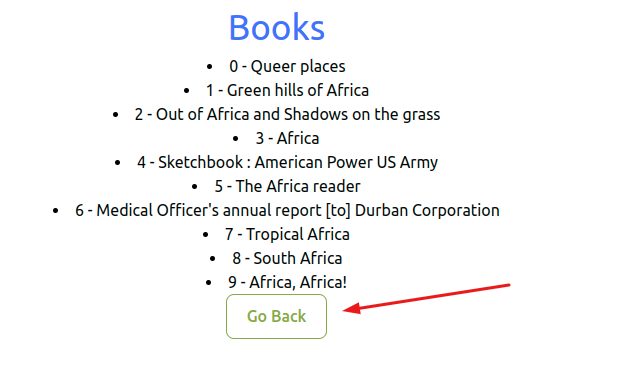 Books
0 - Queer places
1 - Green hills of Africa
2 - Out of Africa and Shadows on the grass
3 - Africa
4 - Sketchbook : American Power US Army
5 - The Africa reader
6 - Medical Officer's annual report [to] Durban Corporation
7 - Tropical Africa
8 - South Africa
9 - Africa, Africa!
Go Back